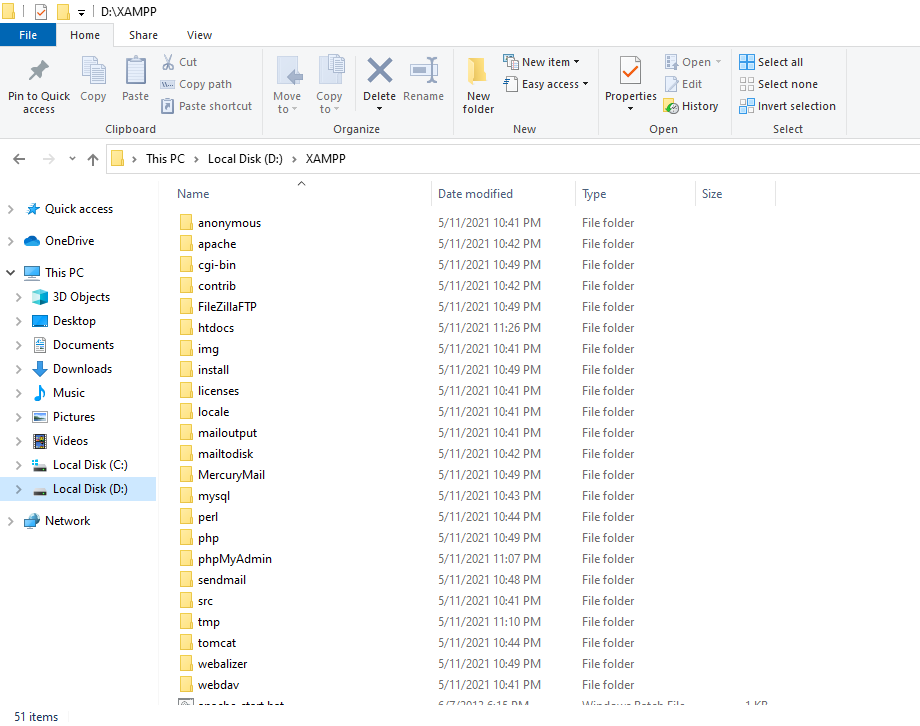 D:\XAMPP
File Home Share View
Pin to Quick access
Copy
Paste
Cut
Copy path
Paste shortcut
Move to
Copy to
Delete
Rename
New folder
New item
Easy access
Properties
Open
Edit
History
Select all
Select none
Invert selection
Clipboard Organize New Open Select
This PC Local Disk (D:) XAMPP
Quick access
OneDrive
This PC
3D Objects
Desktop
Documents
Downloads
Music
Pictures
Videos
Local Disk (C:)
Local Disk (D:)
Network
Name Date modified Type Size
anonymous 5/11/2021 10:41 PM File folder
apache 5/11/2021 10:42 PM File folder
cgi-bin 5/11/2021 10:49 PM File folder
contrib 5/11/2021 10:42 PM File folder
FileZillaFTP 5/11/2021 10:49 PM File folder
htdocs 5/11/2021 11:26 PM File folder
img 5/11/2021 10:41 PM File folder
install 5/11/2021 10:49 PM File folder
licenses 5/11/2021 10:41 PM File folder
locale 5/11/2021 10:41 PM File folder
mailoutput 5/11/2021 10:41 PM File folder
mailtodisk 5/11/2021 10:42 PM File folder
MercuryMail 5/11/2021 10:49 PM File folder
mysql 5/11/2021 10:43 PM File folder
perl 5/11/2021 10:44 PM File folder
php 5/11/2021 10:49 PM File folder
phpMyAdmin 5/11/2021 11:07 PM File folder
sendmail 5/11/2021 10:48 PM File folder
src 5/11/2021 10:41 PM File folder
tmp 5/11/2021 11:10 PM File folder
tomcat 5/11/2021 10:44 PM File folder
webalizer 5/11/2021 10:49 PM File folder
webdav 5/11/2021 10:41 PM File folder
51 items